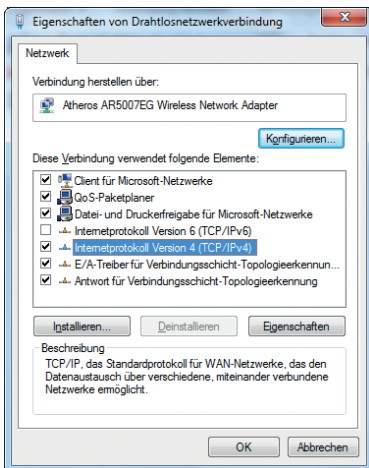 Eigenschaften von Drahtlosnetzwerkverbindung
Netzwerk
Verbindung herstellen über:
Atheros AR5007EG Wireless Network Adapter
Konfigurieren...
Diese Verbindung verwendet folgende Elemente:
Client für Microsoft-Netzwerke
QoS-Paketplaner
Datei- und Druckerfreigabe für Microsoft-Netzwerke
Internetprotokoll Version 6 (TCP/IPv6)
Internetprotokoll Version 4 (TCP/IPv4)
E/A-Treiber für Verbindungsschicht-Topologieerkennun...
Antwort für Verbindungsschicht-Topologieerkennung
Installieren... Deinstallieren Eigenschaften
Beschreibung
TCP/IP, das Standardprotokoll für WAN-Netzwerke, das den
Datenaustausch über verschiedene, miteinander verbundene
Netzwerke ermöglicht.
OK Abbrechen